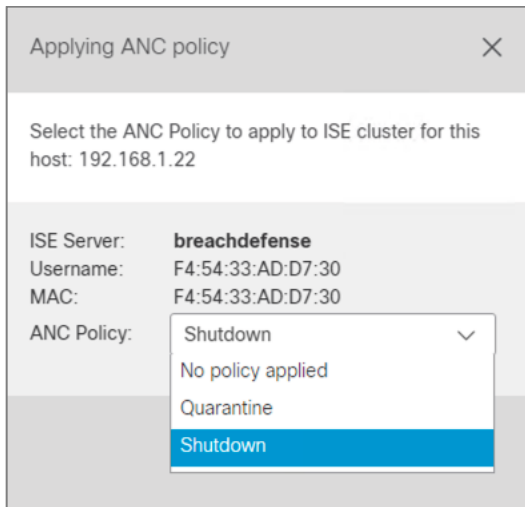 Applying ANC policy
Select the ANC Policy to apply to ISE cluster for this
host: 192.168.1.22
ISE Server: breachdefense
Username: F4:54:33:AD:D7:30
MAC: F4:54:33:AD:D7:30
ANC Policy: Shutdown
No policy applied
Quarantine
Shutdown